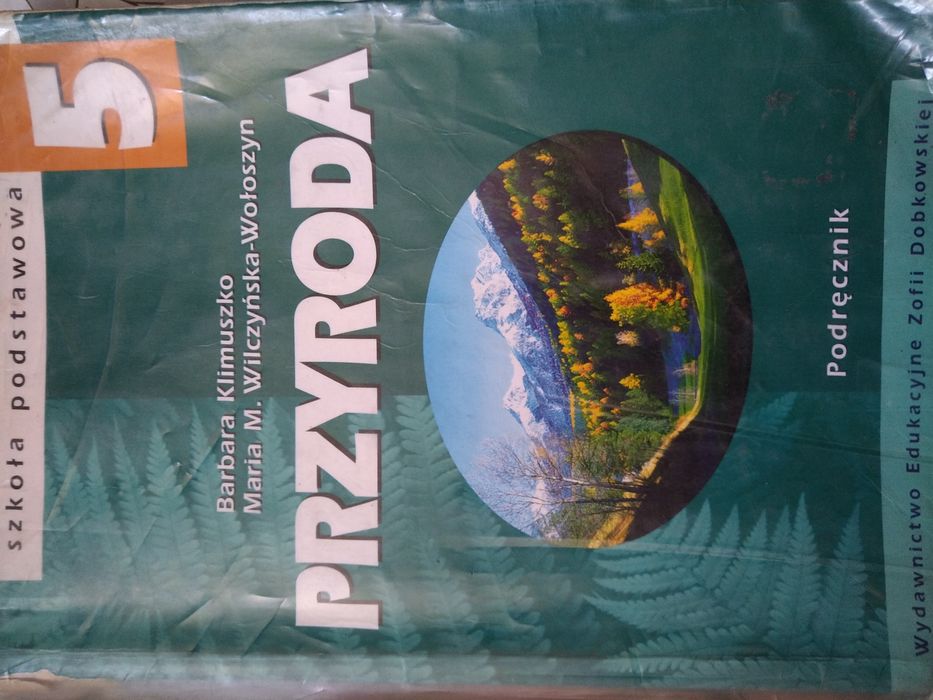 szkoła podstawowa 5
Barbara Klimuszko
Maria M. Wilczyńska-Wołoszyn
PRZYRODA
Podręcznik
Wydawnictwo Edukacyjne Zofii Dobkowskiej